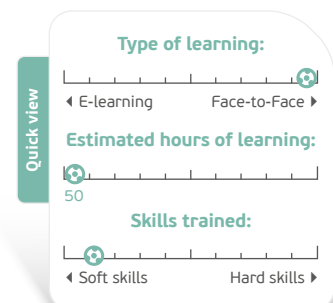 Quick view
Type of learning:
E-learning Face-to-Face
Estimated hours of learning:
50
Skills trained:
Soft skills Hard skills